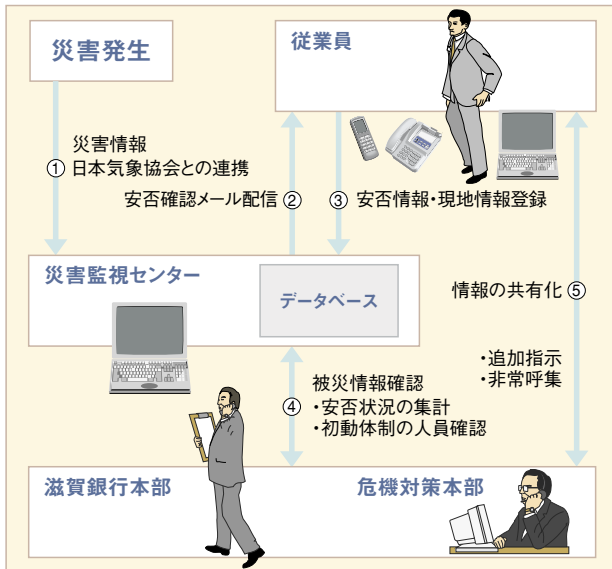 災害発生
従業員
災害情報
①日本気象協会との連携
安否確認メール配信②
③安否情報・現地情報登録
災害監視センター
データベース
情報の共有化⑤
・追加指示
・非常呼集
被災情報確認
④・安否状況の集計
・初動体制の人員確認
滋賀銀行本部
危機対策本部